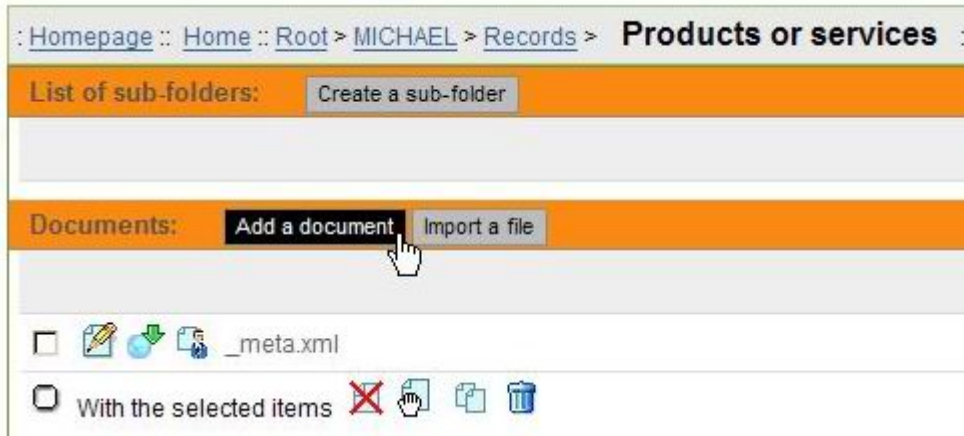 : Homepage :: Home :: Root > MICHAEL > Records > Products or services :
List of sub-folders: Create a sub-folder
Documents: Add a document Import a file
_meta.xml
With the selected items